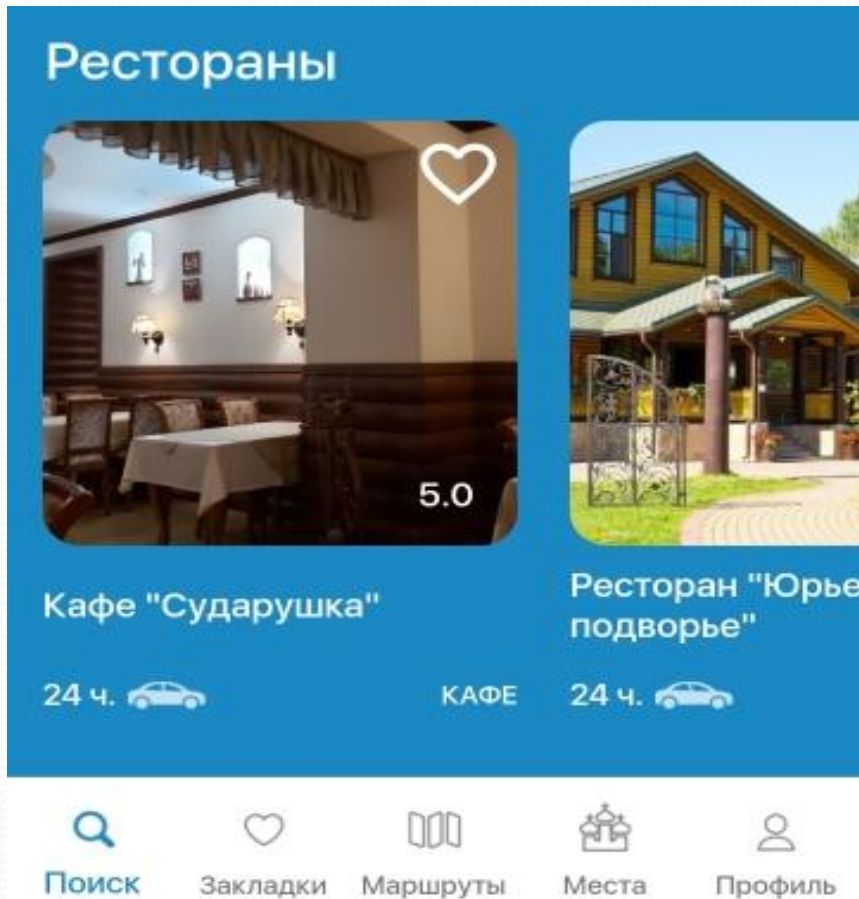 Рестораны
5.0
Кафе "Сударушка"
24 ч.
КАФЕ
Ресторан "Юрье
подворье"
24 ч.
Поиск
Закладки
Маршруты
Места
Профиль